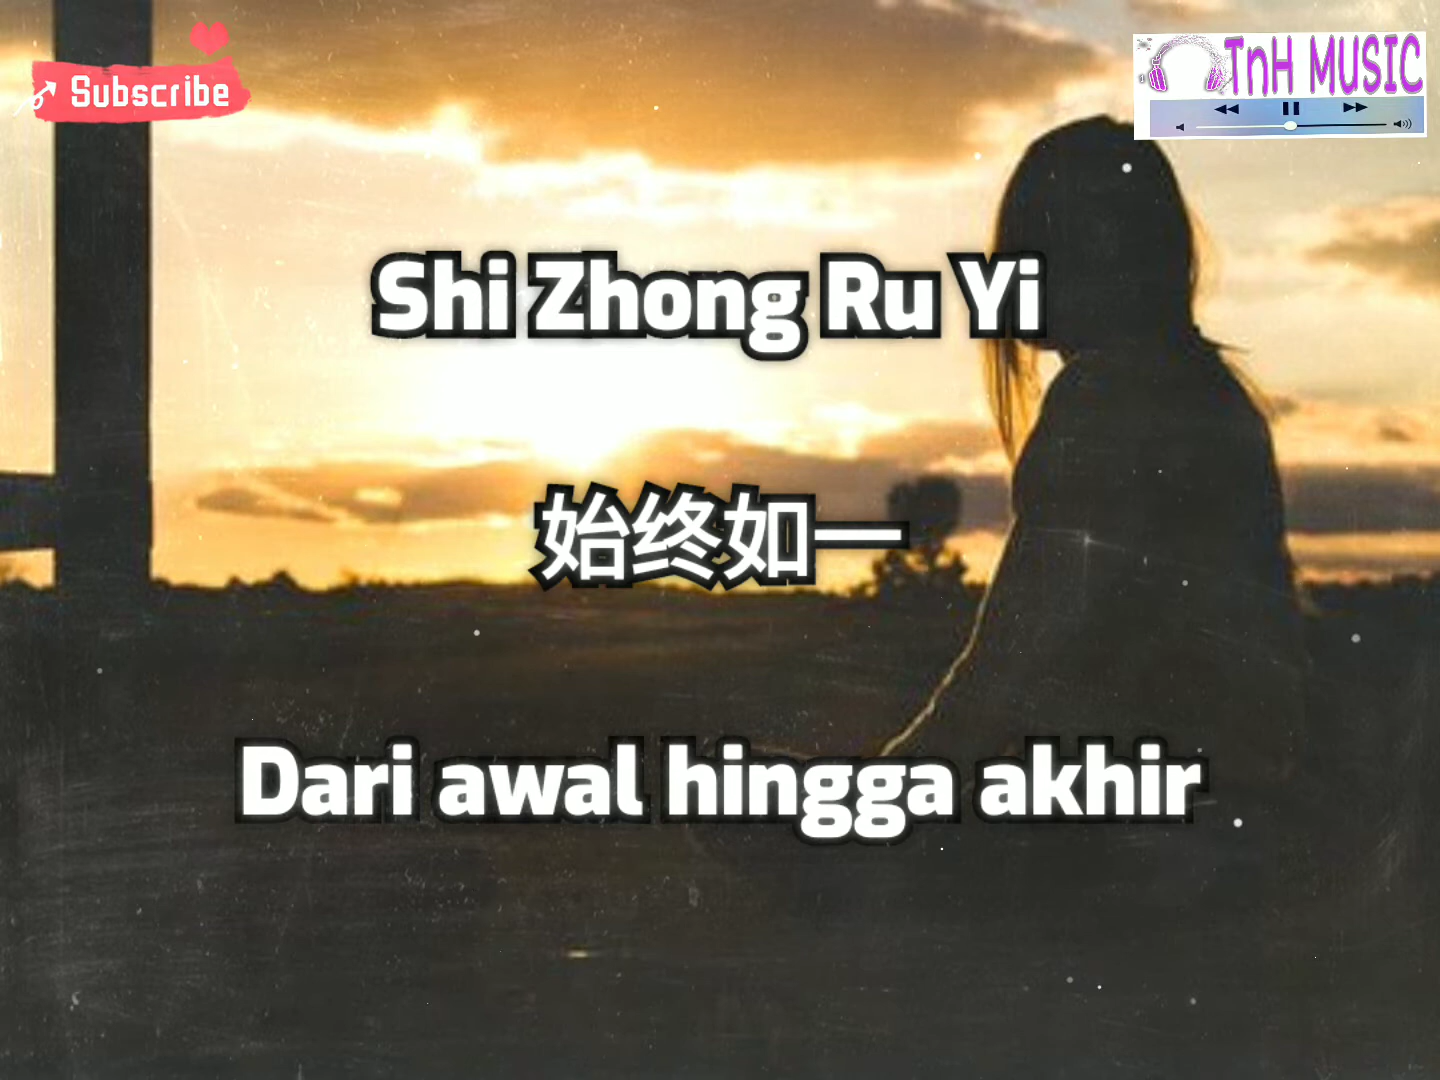 Subscribe
TnH MUSIC
Shi Zhong Ru Yi
始终如一
Dari awal hingga akhir